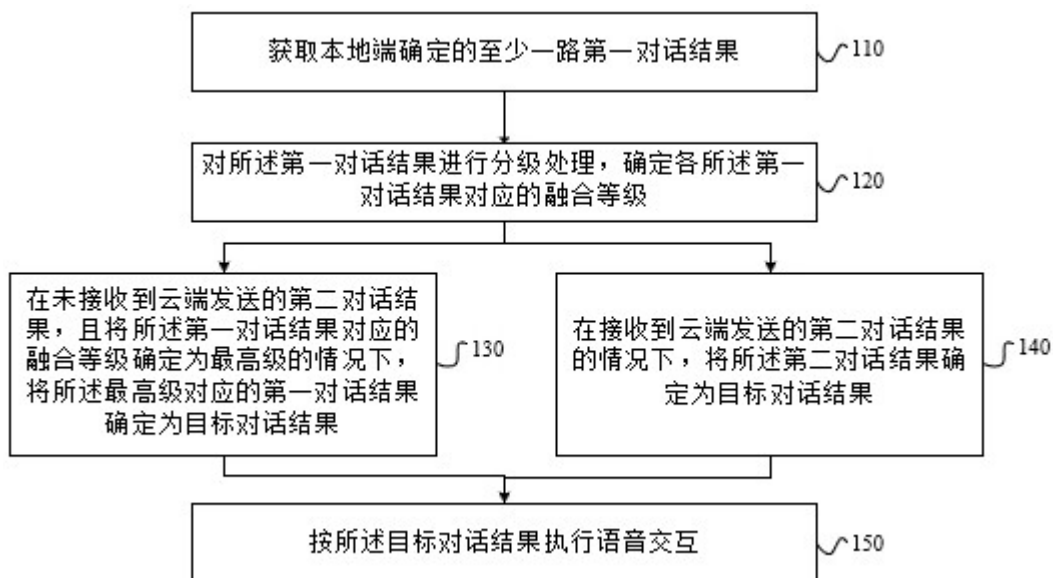 获取本地端确定的至少一路第一对话结果
110
对所述第一对话结果进行分级处理，确定各所述第一
对话结果对应的融合等级
120
在未接收到云端发送的第二对话结
果，且将所述第一对话结果对应的
融合等级确定为最高级的情况下，
将所述最高级对应的第一对话结果
确定为目标对话结果
130
在接收到云端发送的第二对话结果
的情况下，将所述第二对话结果确
定为目标对话结果
140
按所述目标对话结果执行语音交互
150